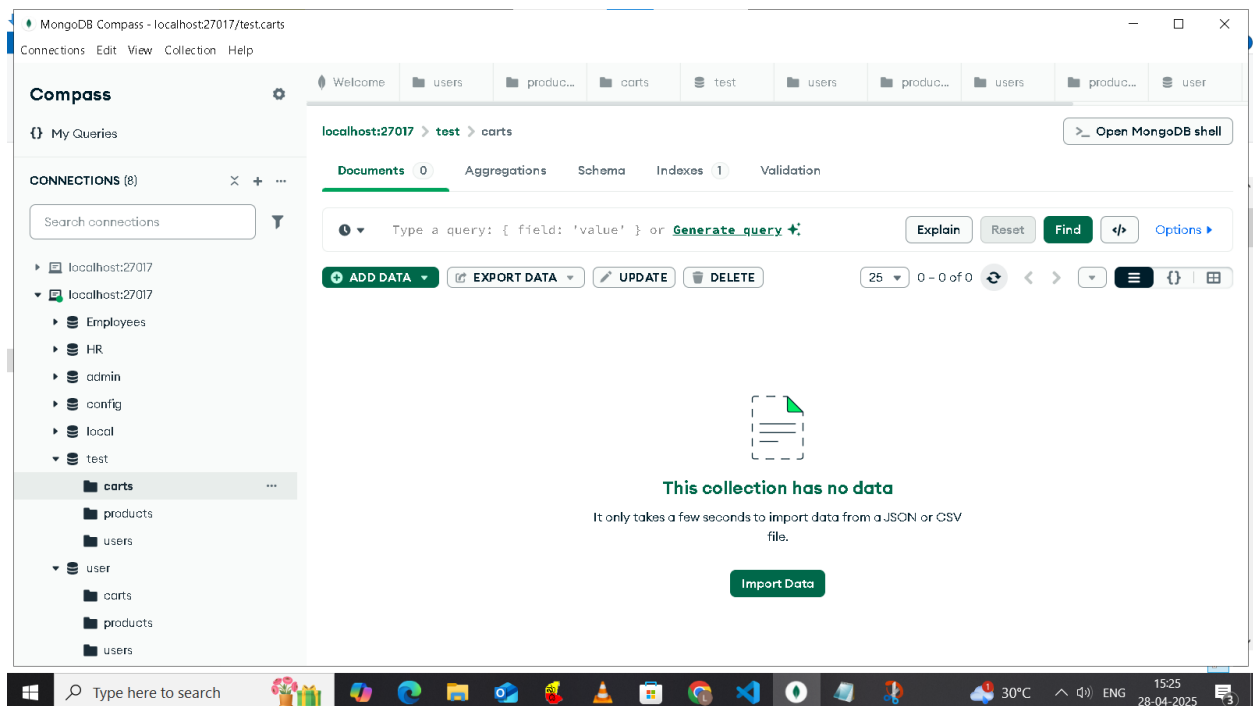 MongoDB Compass - localhost:27017/test.carts
Connections Edit View Collection Help
Compass
{} My Queries
CONNECTIONS (8)
Search connections
localhost:27017
localhost:27017
Employees
HR
admin
config
local
test
carts
products
users
user
carts
products
users
Welcome users produc... carts test users produc... users produc... user
localhost:27017 > test > carts
>_ Open MongoDB shell
Documents 0 Aggregations Schema Indexes 1 Validation
Type a query: { field: 'value' } or Generate query
Explain Reset Find </> Options
ADD DATA EXPORT DATA UPDATE DELETE
25 0 – 0 of 0 {}
This collection has no data
It only takes a few seconds to import data from a JSON or CSV
file.
Import Data
Type here to search
30°C ENG
15:25
28-04-2025
3